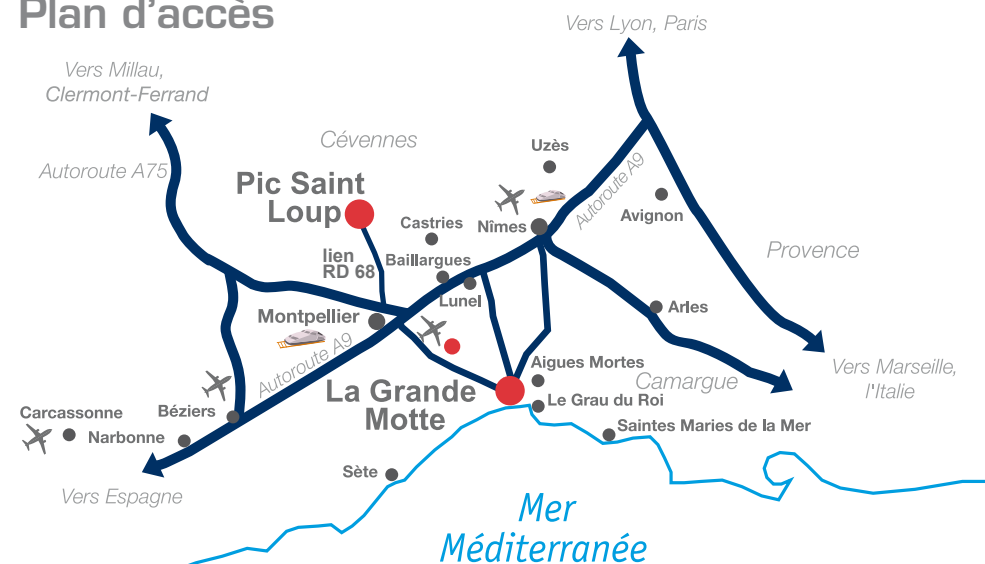 Plan d'accès
Vers Lyon, Paris
Vers Millau,
Clermont-Ferrand
Cévennes
Uzès
Autoroute A75
Autoroute A9
Pic Saint
Loup
Avignon
Castries
Nîmes
Provence
lien
RD 68
Baillargues
Lunel
Arles
Montpellier
Autoroute A9
Aigues Mortes
Vers Marseille,
l'Italie
Camargue
La Grande
Motte
Le Grau du Roi
Carcassonne
Béziers
Narbonne
Saintes Maries de la Mer
Sète
Vers Espagne
Mer
Méditerranée